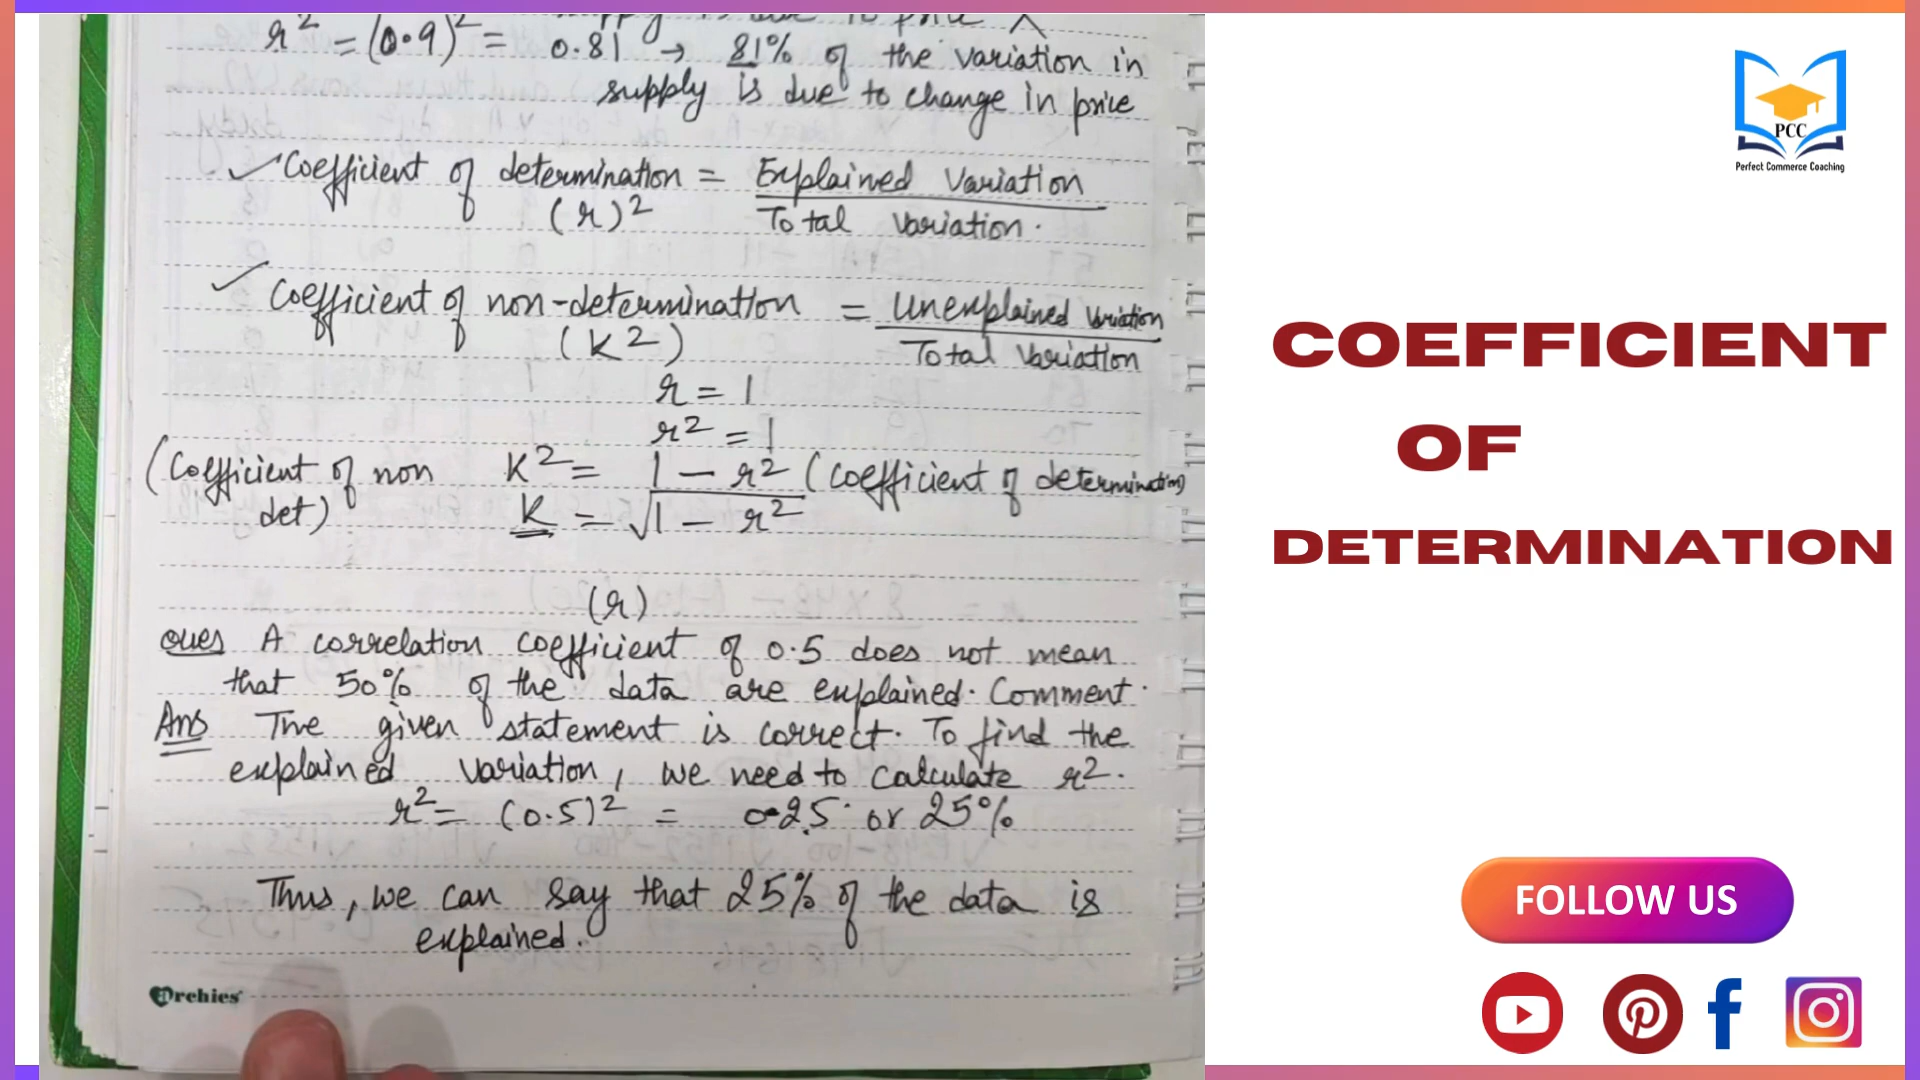 r² = (0.9)² = 0.81 → 81% of the variation in
supply is due to change in price
Coefficient of determination = Explained Variation
(r)² Total Variation.
Coefficient of non-determination = Unexplained Variation
(K²) Total Variation
r = 1
r² = 1
(Coefficient of non K² = 1 - r² (Coefficient of determination)
det) K = √1 - r²
(r)
Ques A correlation coefficient of 0.5 does not mean
that 50% of the data are explained. Comment.
Ans The given statement is correct. To find the
explained variation, we need to calculate r².
r² = (0.5)² = 0.25 or 25%
Thus, we can say that 25% of the data is
explained.
archies
PCC
Perfect Commerce Coaching
COEFFICIENT
OF
DETERMINATION
FOLLOW US